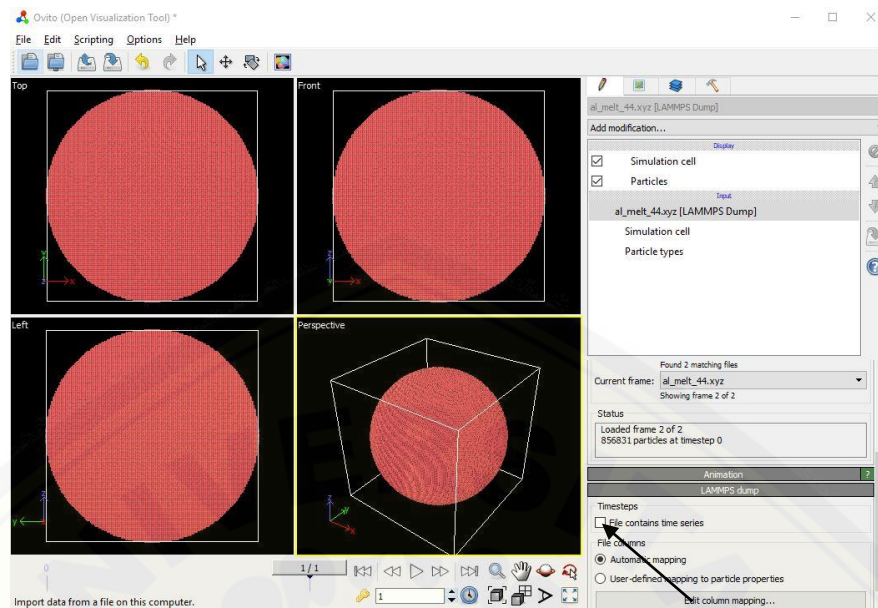 Ovito (Open Visualization Tool) *
File Edit Scripting Options Help
Top
Front
Left
Perspective
al_melt_44.xyz [LAMMPS Dump]
Add modification...
Display
Simulation cell
Particles
Input
al_melt_44.xyz [LAMMPS Dump]
Simulation cell
Particle types
Found 2 matching files
Current frame: al_melt_44.xyz
Showing frame 2 of 2
Status
Loaded frame 2 of 2
856831 particles at timestep 0
Animation ?
LAMMPS dump
Timesteps
File contains time series
File columns
Automatic mapping
User-defined mapping to particle properties
Edit column mapping...
0
1 / 1
1
Import data from a file on this computer.